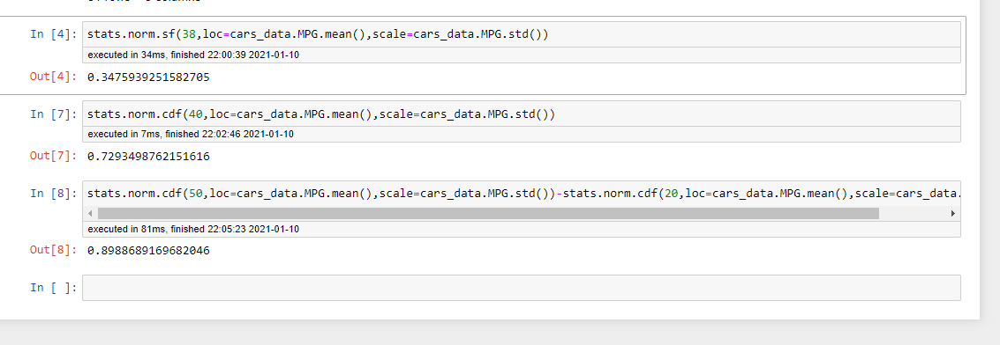 In [4]: stats.norm.sf(38,loc=cars_data.MPG.mean(),scale=cars_data.MPG.std())
executed in 34ms, finished 22:00:39 2021-01-10
Out[4]: 0.3475939251582705
In [7]: stats.norm.cdf(40,loc=cars_data.MPG.mean(),scale=cars_data.MPG.std())
executed in 7ms, finished 22:02:46 2021-01-10
Out[7]: 0.7293498762151616
In [8]: stats.norm.cdf(50,loc=cars_data.MPG.mean(),scale=cars_data.MPG.std())-stats.norm.cdf(20,loc=cars_data.MPG.mean(),scale=cars_data.
executed in 81ms, finished 22:05:23 2021-01-10
Out[8]: 0.8988689169682046
In [ ]: